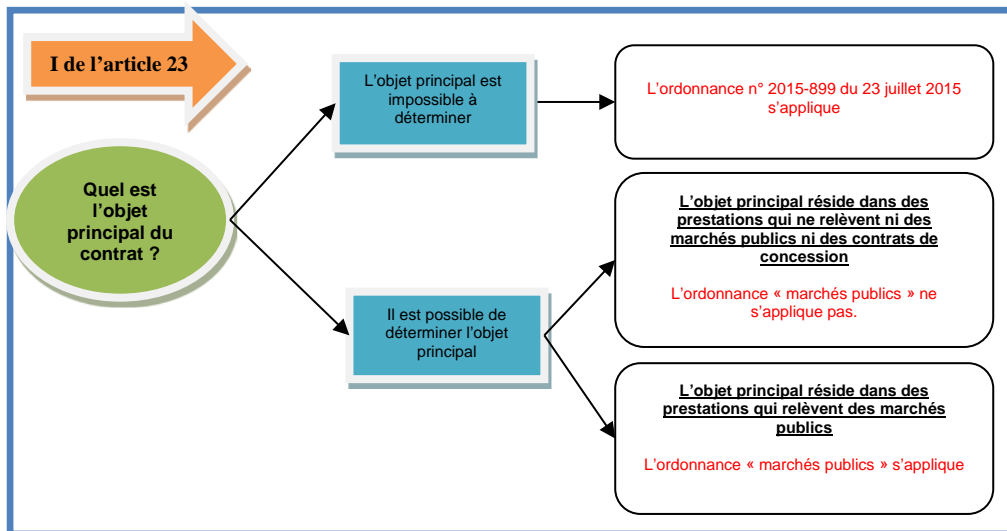 I de l'article 23
L'objet principal est
impossible à
déterminer
L'ordonnance n° 2015-899 du 23 juillet 2015
s'applique
Quel est
l'objet
principal du
contrat ?
L'objet principal réside dans des
prestations qui ne relèvent ni des
marchés publics ni des contrats de
concession
L'ordonnance « marchés publics » ne
s'applique pas.
Il est possible de
déterminer l'objet
principal
L'objet principal réside dans des
prestations qui relèvent des marchés
publics
L'ordonnance « marchés publics » s'applique